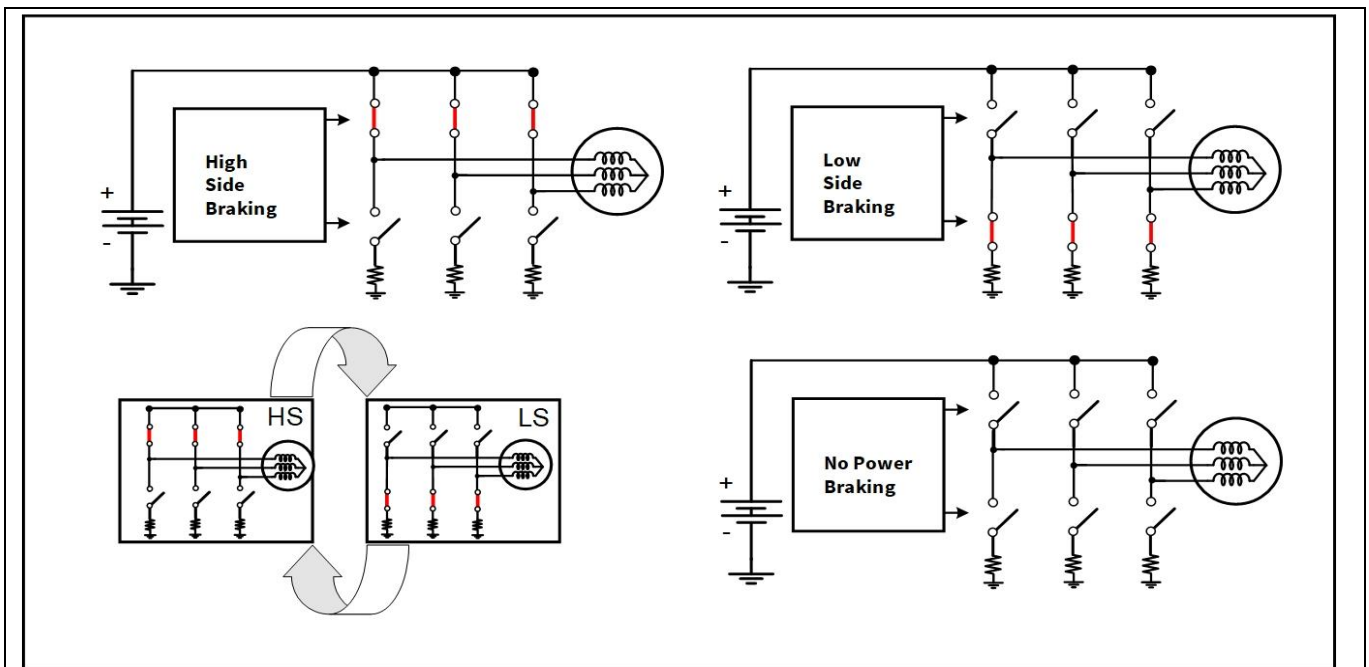 High
Side
Braking
+
-
Low
Side
Braking
+
-
HS
LS
No Power
Braking
+
-